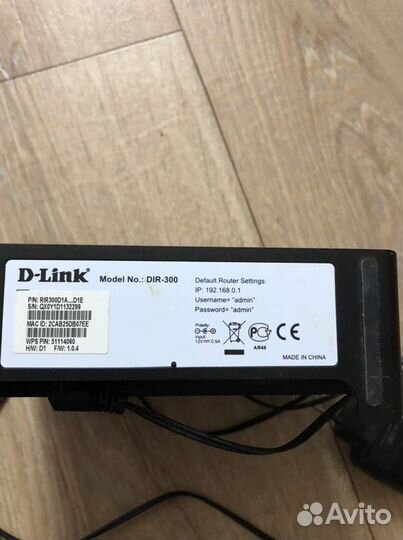 D-Link
Model No.: DIR-300
P/N: RIR300D1A....D1E
S/N: QX0Y1D1132299
MAC ID: 2CAB25DB07EE
WPS PIN: 51114060
H/W: D1 F/W: 1.0.4
Default Router Settings:
IP: 192.168.0.1
Username= "admin"
Password= "admin"
Polarity:
Input:
12V 0.5A
AR46
MADE IN CHINA
Avito